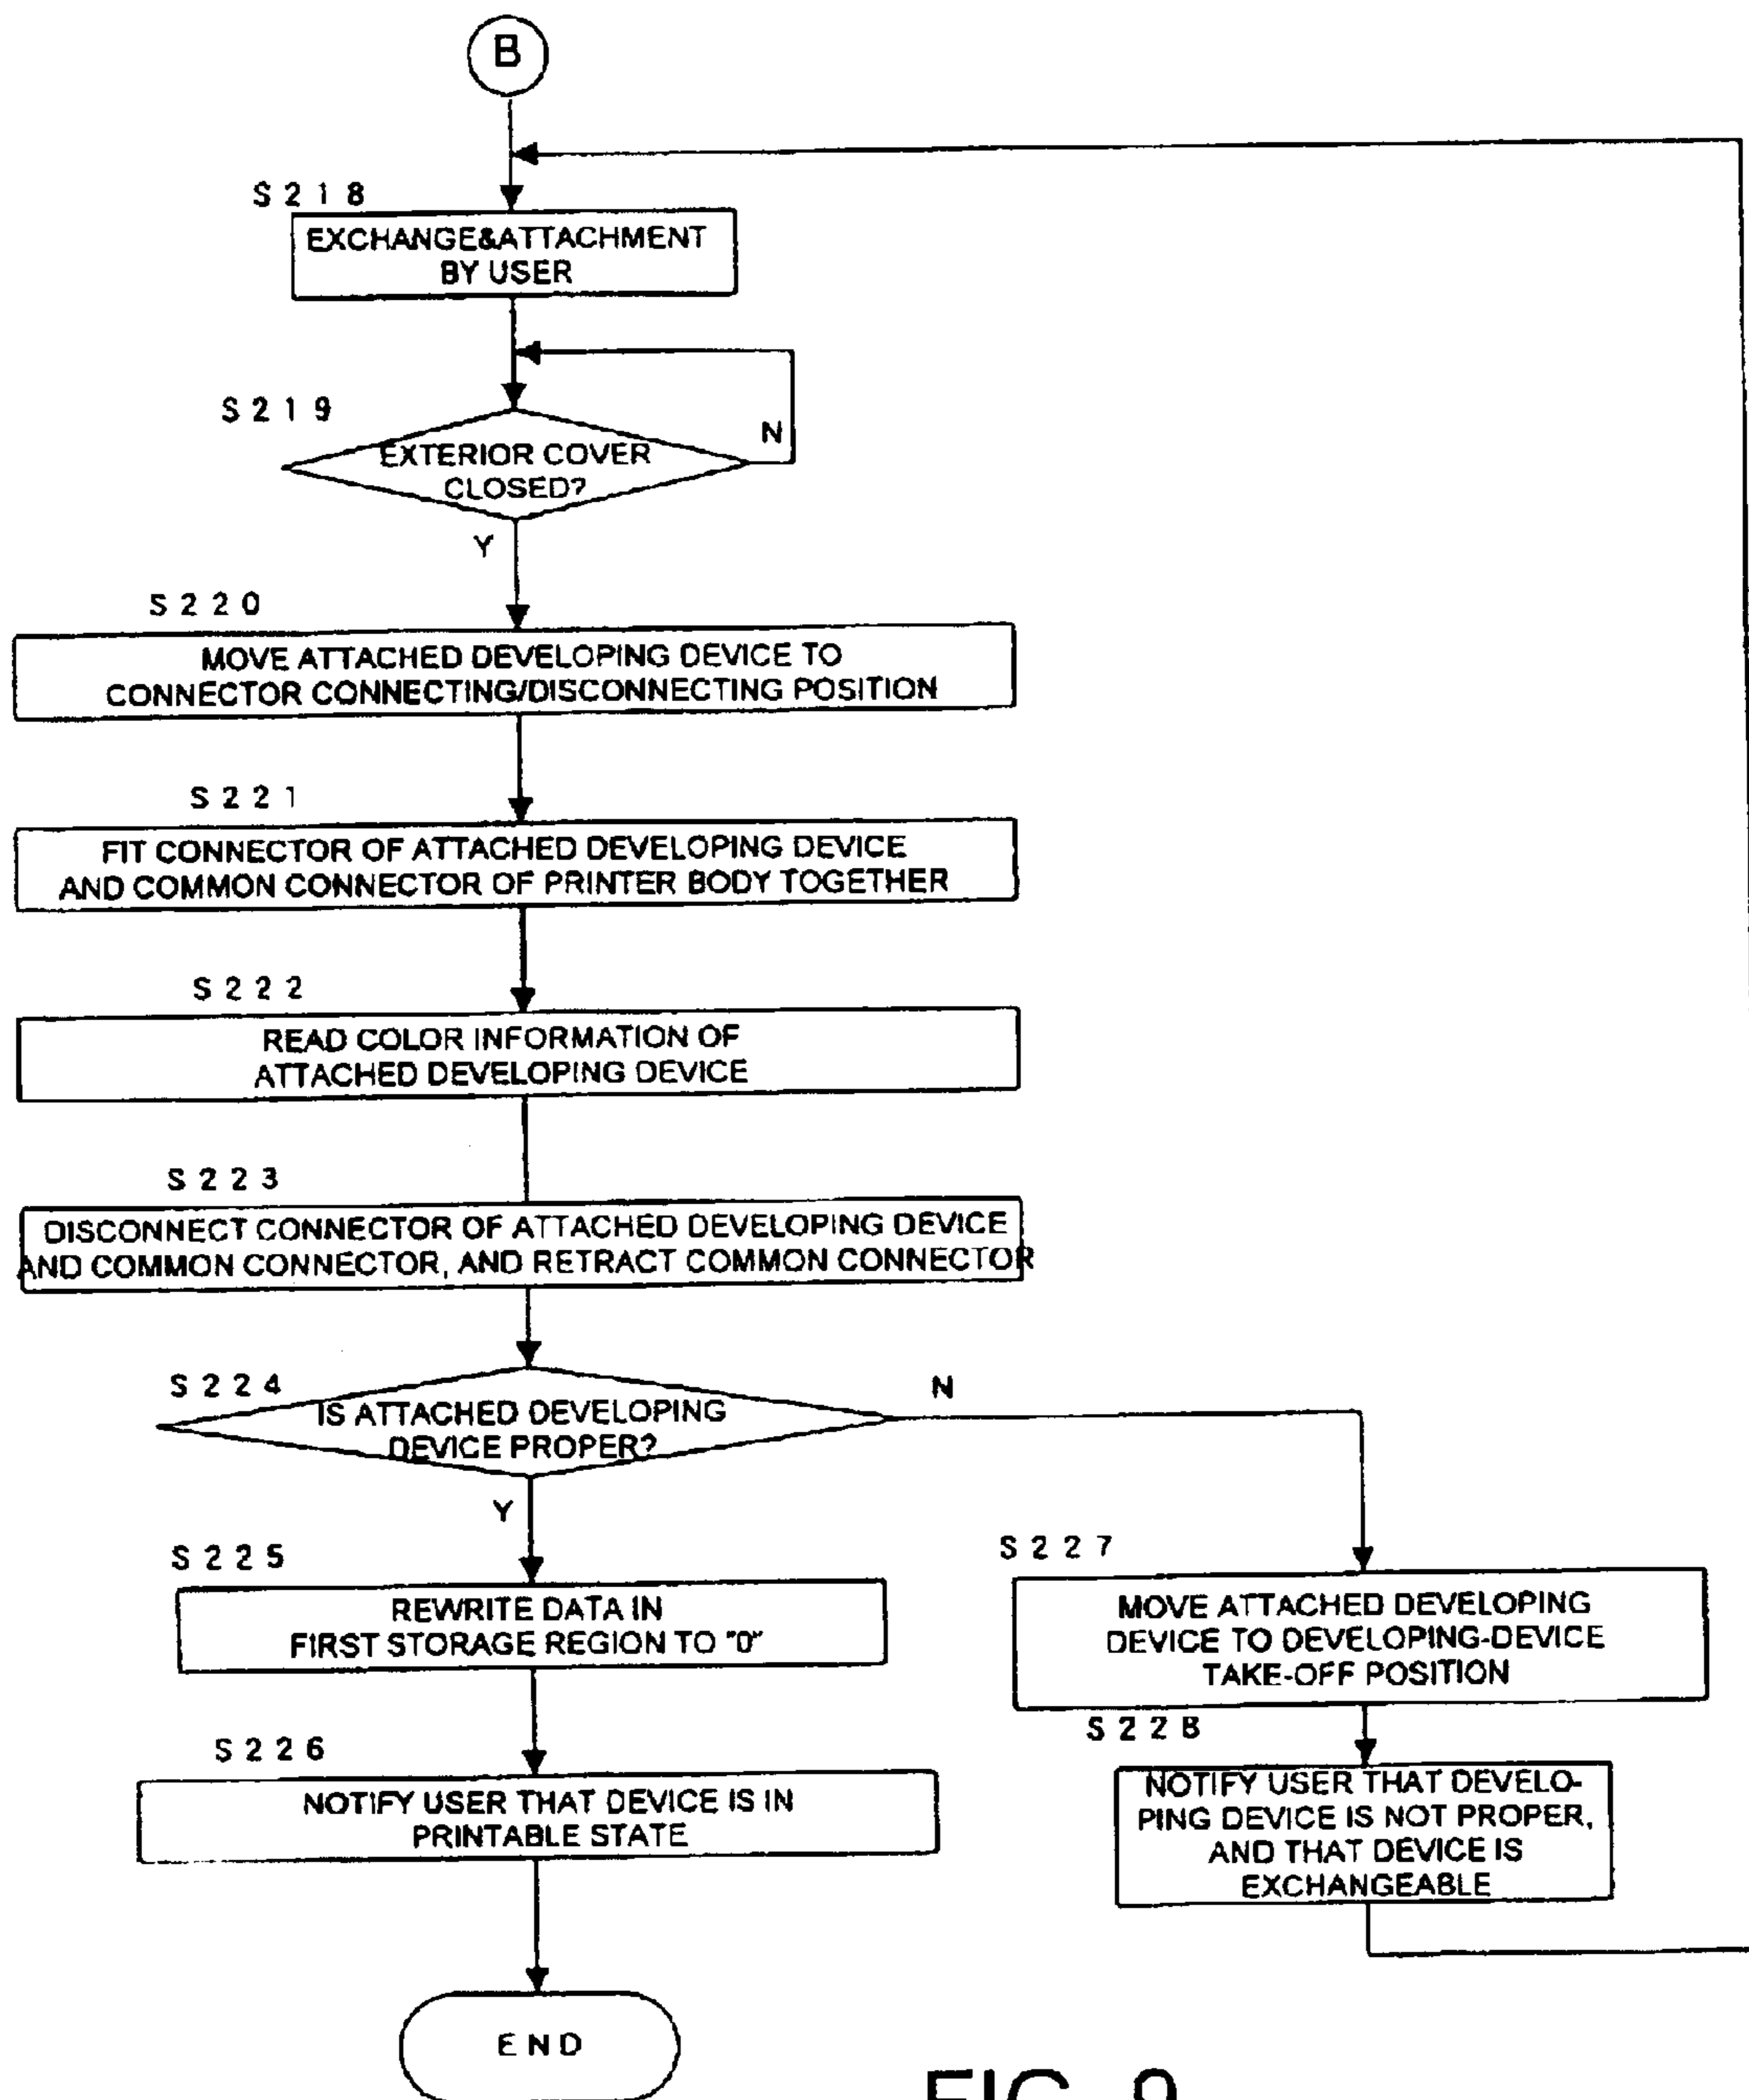 B
S218
EXCHANGE&ATTACHMENT
BY USER
S219
EXTERIOR COVER
CLOSED?
N
Y
S220
MOVE ATTACHED DEVELOPING DEVICE TO
CONNECTOR CONNECTING/DISCONNECTING POSITION
S221
FIT CONNECTOR OF ATTACHED DEVELOPING DEVICE
AND COMMON CONNECTOR OF PRINTER BODY TOGETHER
S222
READ COLOR INFORMATION OF
ATTACHED DEVELOPING DEVICE
S223
DISCONNECT CONNECTOR OF ATTACHED DEVELOPING DEVICE
AND COMMON CONNECTOR, AND RETRACT COMMON CONNECTOR
S224
IS ATTACHED DEVELOPING
DEVICE PROPER?
N
Y
S225
REWRITE DATA IN
FIRST STORAGE REGION TO "0"
S226
NOTIFY USER THAT DEVICE IS IN
PRINTABLE STATE
END
S227
MOVE ATTACHED DEVELOPING
DEVICE TO DEVELOPING-DEVICE
TAKE-OFF POSITION
S228
NOTIFY USER THAT DEVELO-
PING DEVICE IS NOT PROPER,
AND THAT DEVICE IS
EXCHANGEABLE
FIG. 9